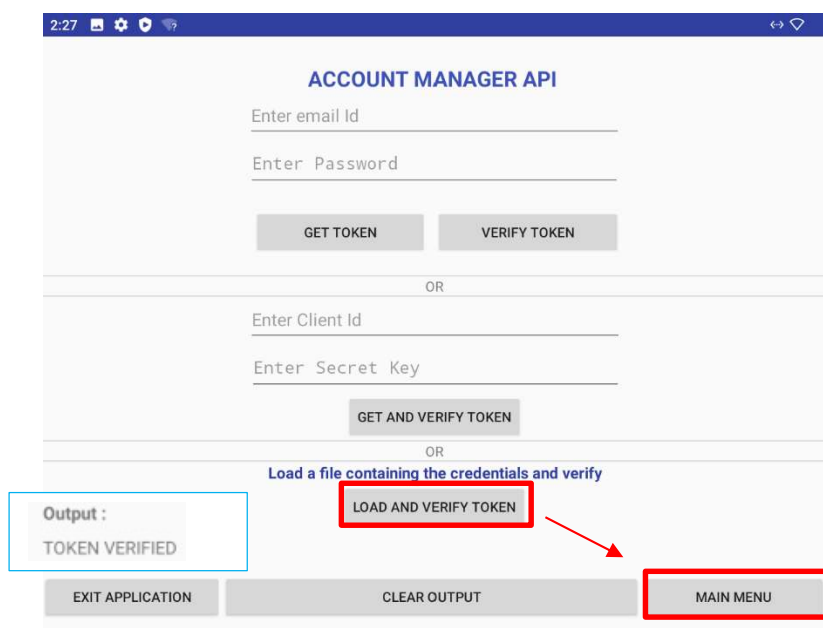 2:27
ACCOUNT MANAGER API
Enter email Id
Enter Password
GET TOKEN VERIFY TOKEN
OR
Enter Client Id
Enter Secret Key
GET AND VERIFY TOKEN
OR
Load a file containing the credentials and verify
LOAD AND VERIFY TOKEN
Output :
TOKEN VERIFIED
EXIT APPLICATION CLEAR OUTPUT MAIN MENU